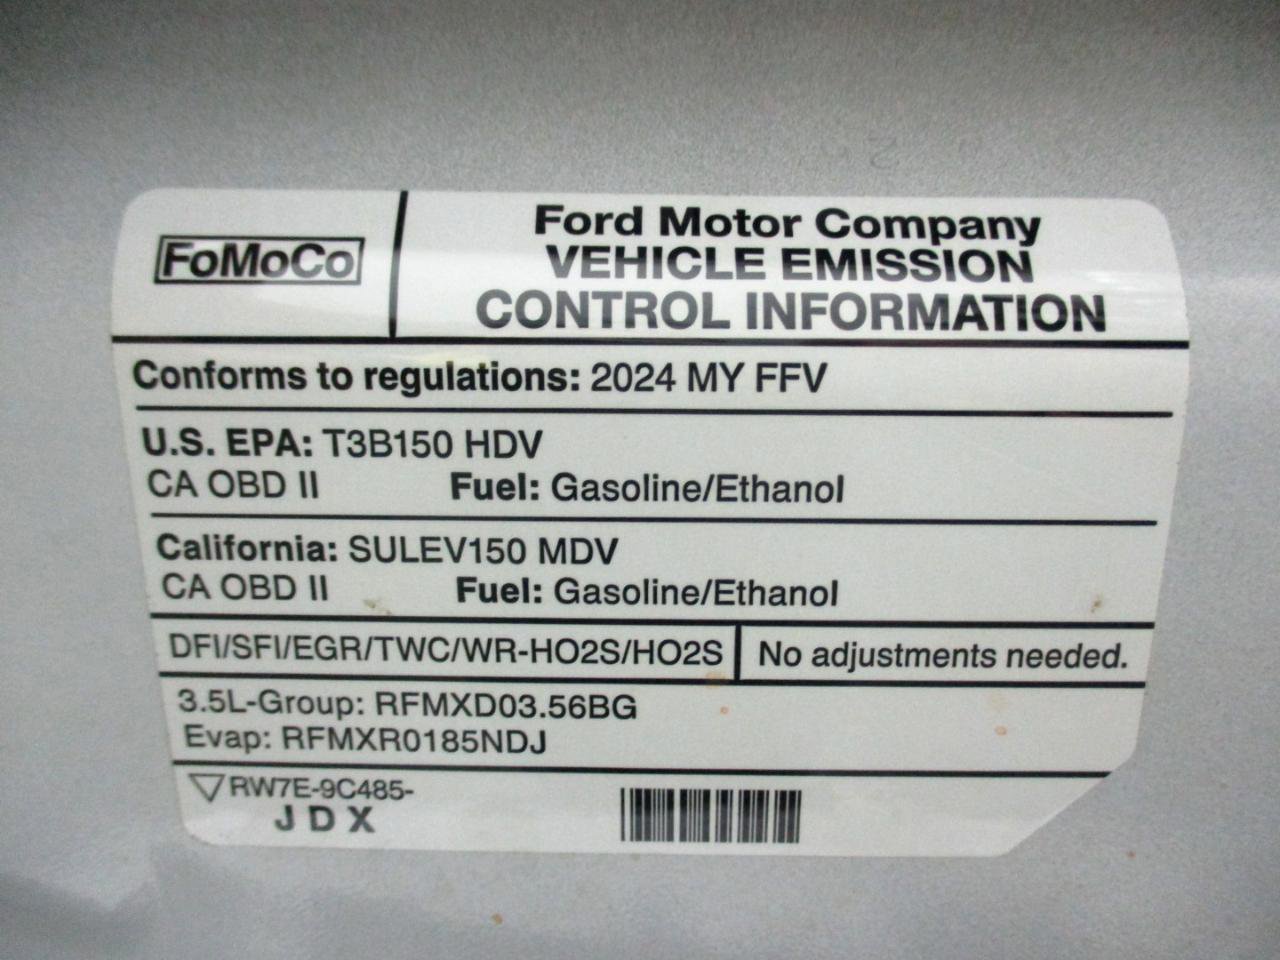 FoMoCo
Ford Motor Company
VEHICLE EMISSION
CONTROL INFORMATION
Conforms to regulations: 2024 MY FFV
U.S. EPA: T3B150 HDV
CA OBD II Fuel: Gasoline/Ethanol
California: SULEV150 MDV
CA OBD II Fuel: Gasoline/Ethanol
DFI/SFI/EGR/TWC/WR-HO2S/HO2S No adjustments needed.
3.5L-Group: RFMXD03.56BG
Evap: RFMXR0185NDJ
RW7E-9C485-
JDX